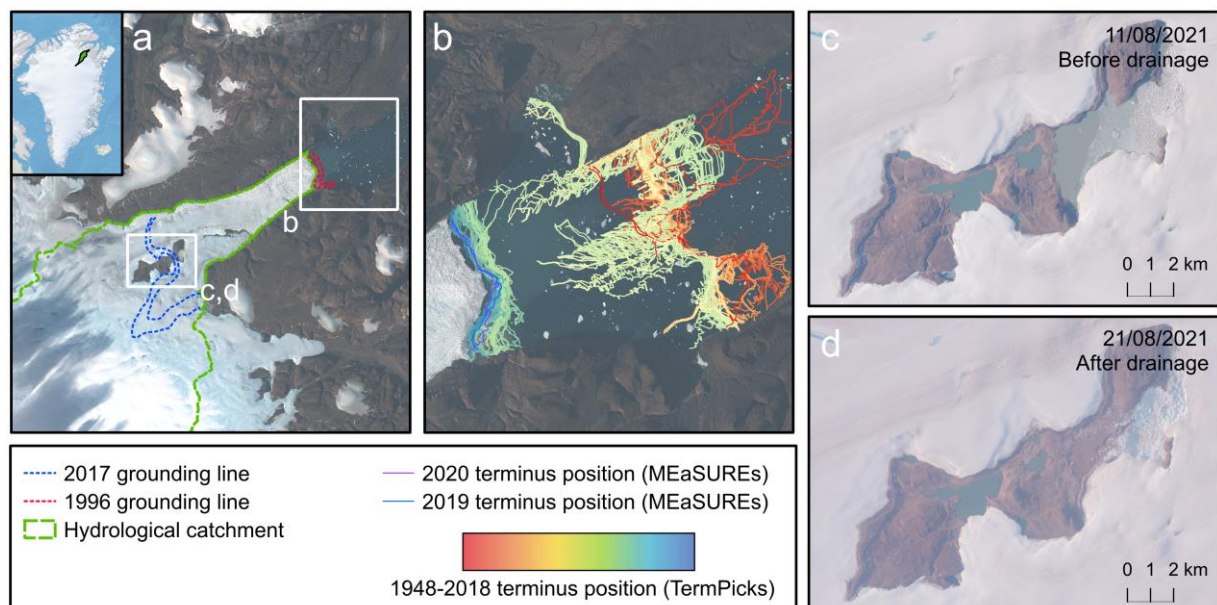 a
b
c,d
b
c
11/08/2021
Before drainage
0 1 2 km
d
21/08/2021
After drainage
0 1 2 km
2017 grounding line
1996 grounding line
Hydrological catchment
2020 terminus position (MEaSUREs)
2019 terminus position (MEaSUREs)
1948-2018 terminus position (TermPicks)